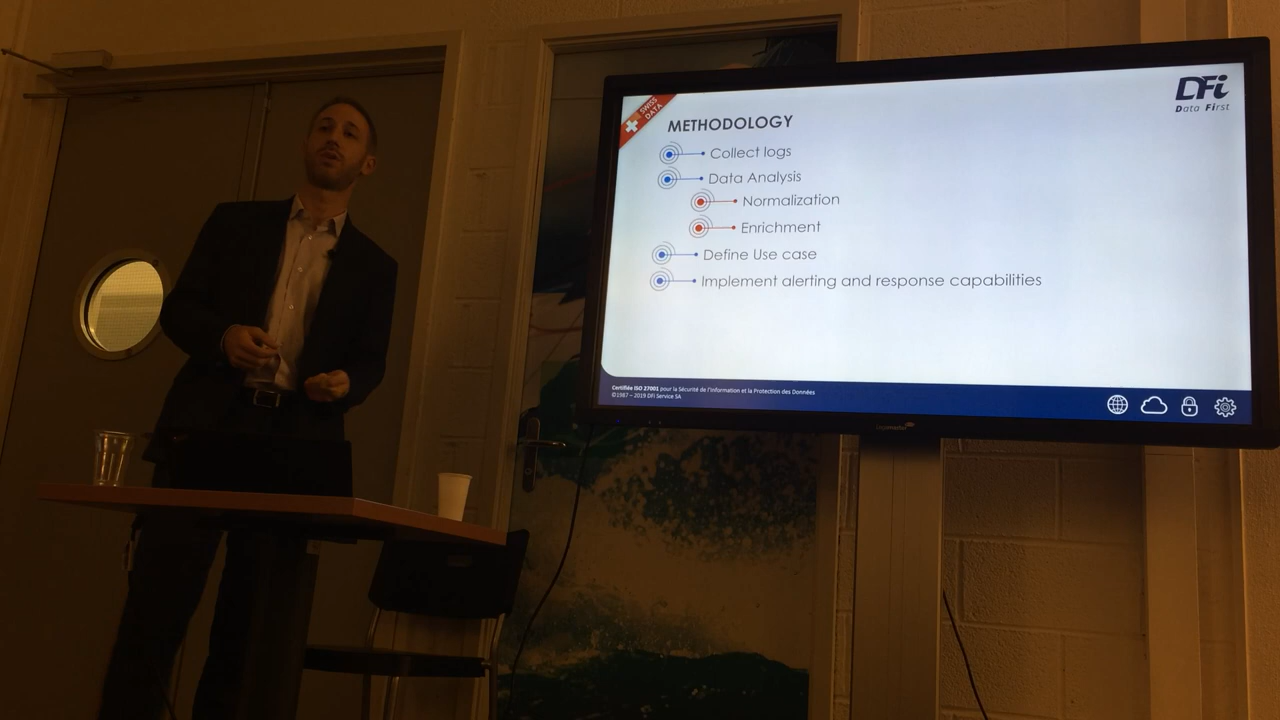 SWISS
DATA
DFi
Data First
METHODOLOGY
Collect logs
Data Analysis
Normalization
Enrichment
Define Use case
Implement alerting and response capabilities
Certifiée ISO 27001 pour la Sécurité de l'Information et la Protection des Données
©1987 – 2019 DFi Service SA
legamaster